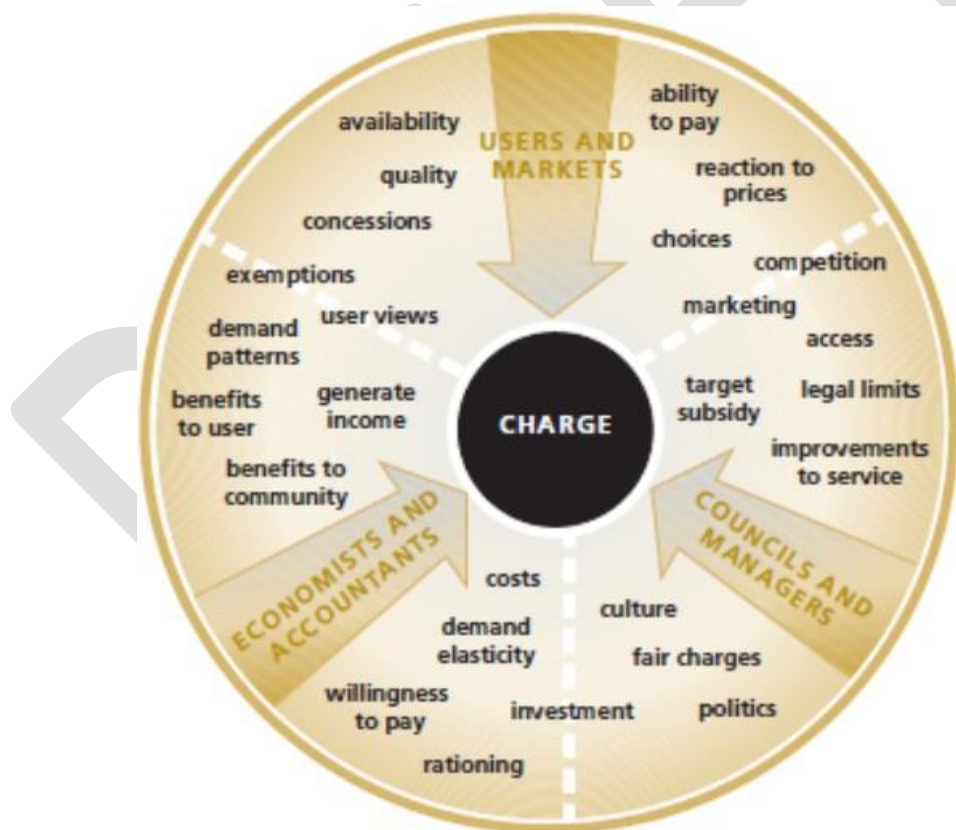 availability
quality
concessions
USERS AND
MARKETS
ability
to pay
reaction to
prices
choices
competition
marketing
access
target
subsidy
legal limits
improvements
to service
COUNCILS AND
MANAGERS
culture
fair charges
politics
investment
costs
demand
elasticity
willingness
to pay
rationing
ECONOMISTS AND
ACCOUNTANTS
exemptions
user views
demand
patterns
benefits
to user
generate
income
benefits to
community
CHARGE